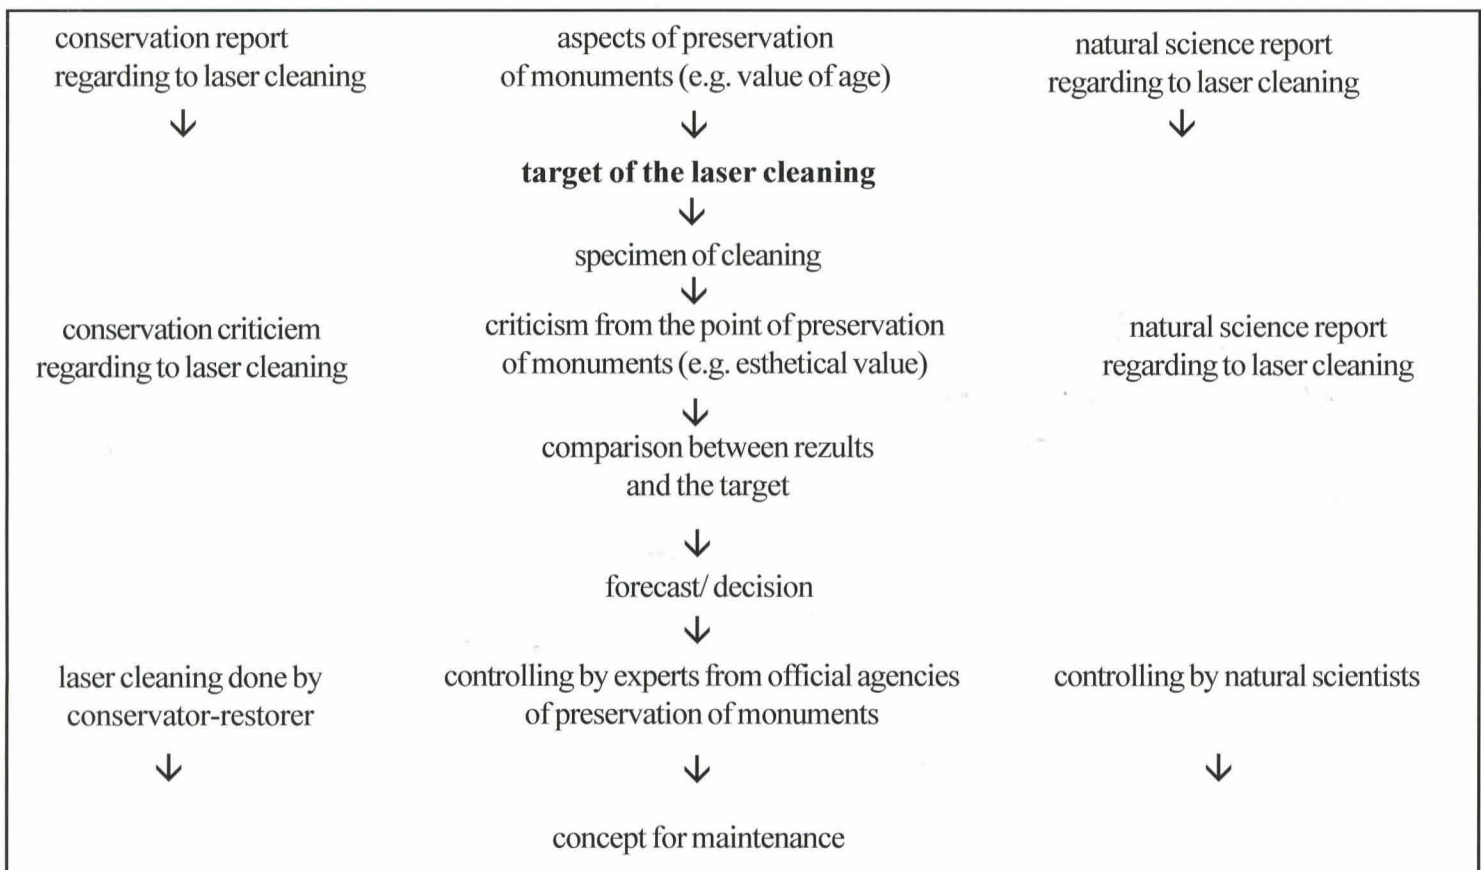 conservation report
regarding to laser cleaning
aspects of preservation
of monuments (e.g. value of age)
natural science report
regarding to laser cleaning
target of the laser cleaning
specimen of cleaning
conservation criticiem
regarding to laser cleaning
criticism from the point of preservation
of monuments (e.g. esthetical value)
natural science report
regarding to laser cleaning
comparison between rezults
and the target
forecast/ decision
laser cleaning done by
conservator-restorer
controlling by experts from official agencies
of preservation of monuments
controlling by natural scientists
concept for maintenance